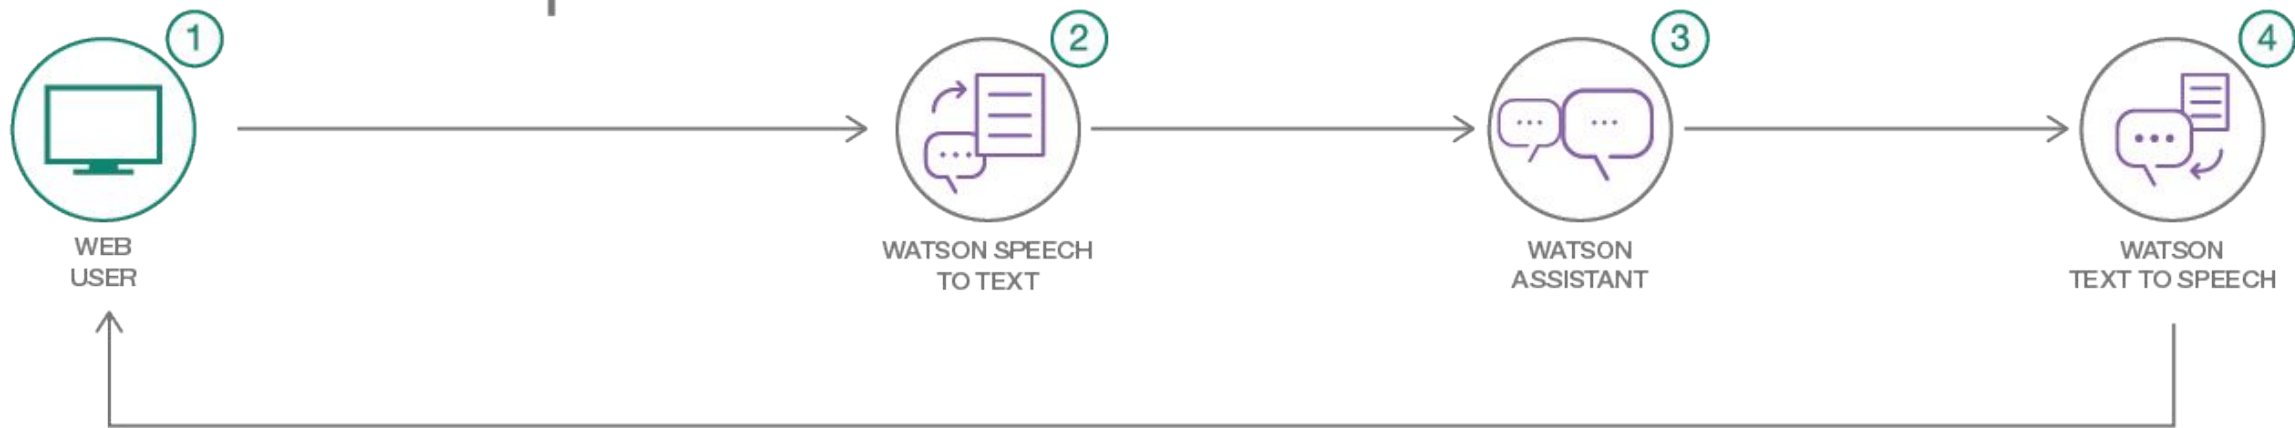 1
2
3
4
WEB
USER
WATSON SPEECH
TO TEXT
WATSON
ASSISTANT
WATSON
TEXT TO SPEECH